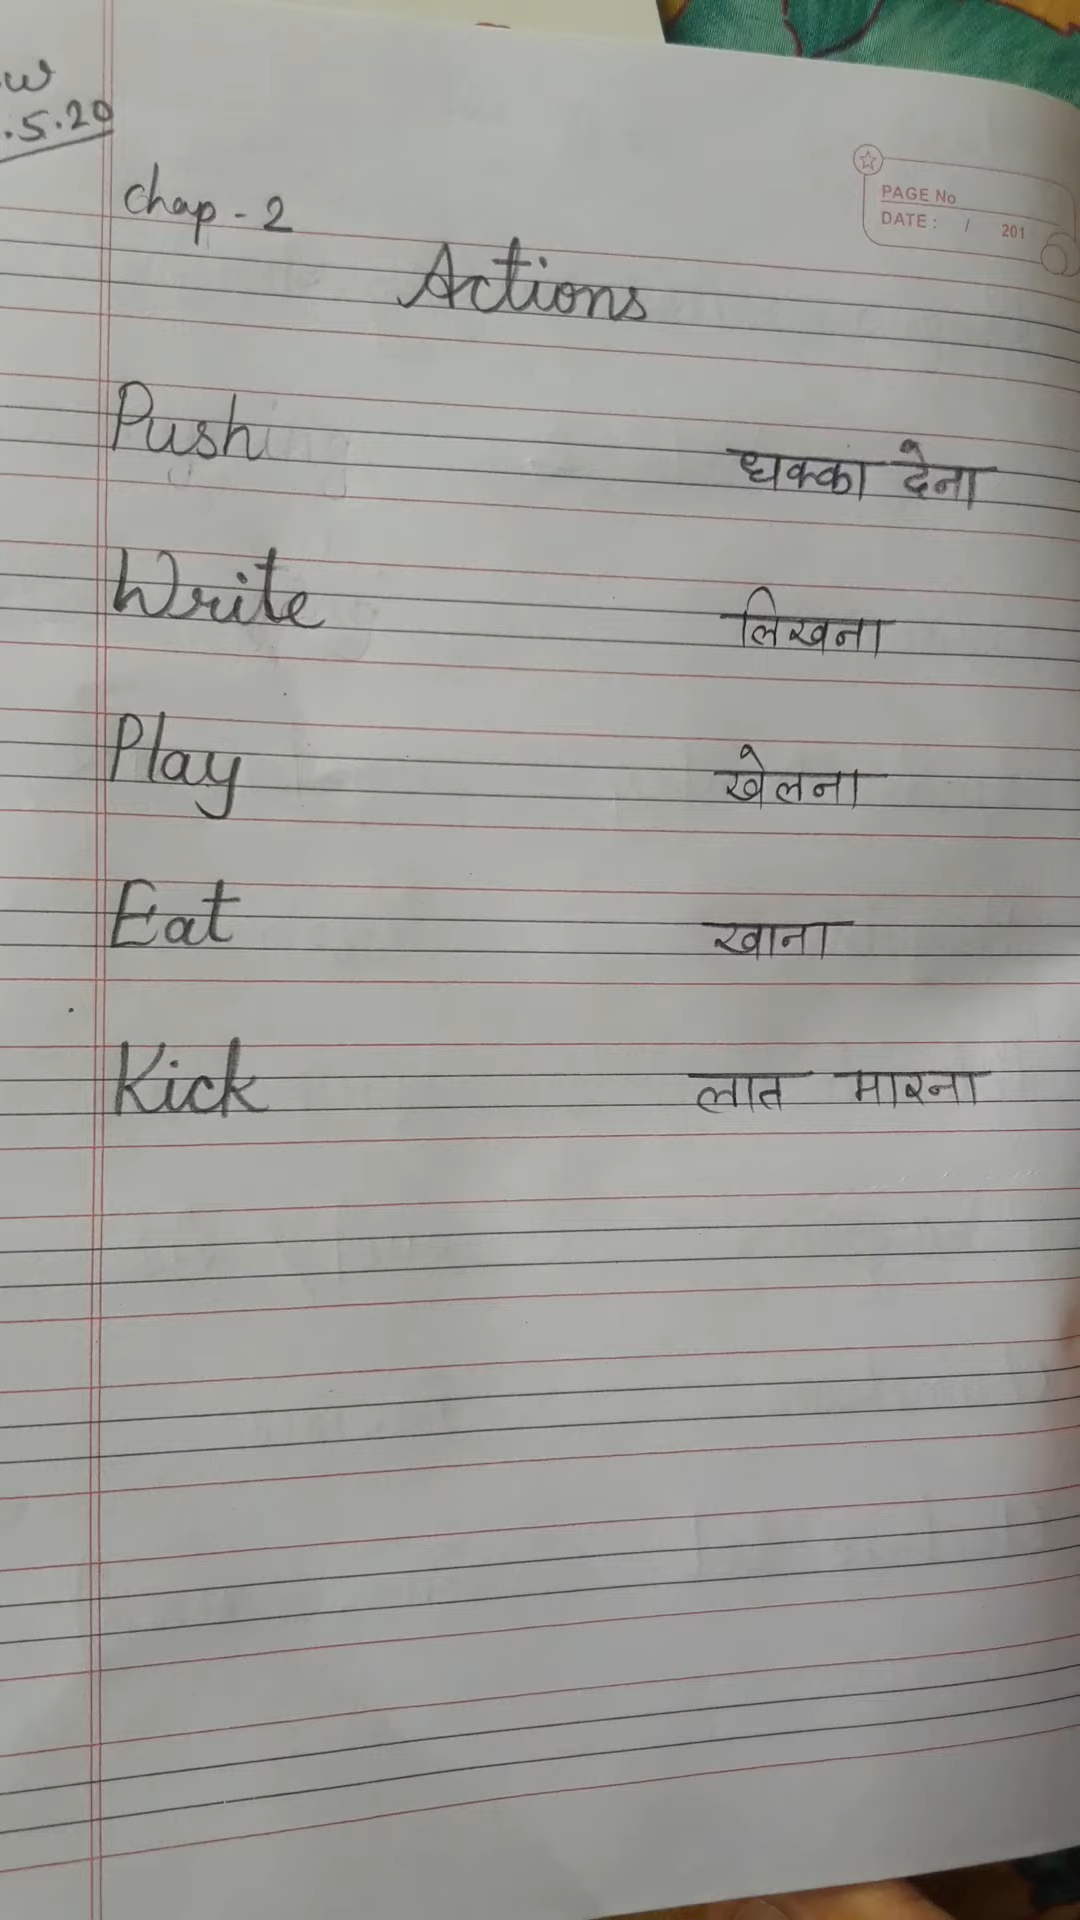 w
.5.20
PAGE No
DATE: / 201
Chap - 2
Actions
Push धक्का देना
Write लिखना
Play खेलना
Eat खाना
Kick लात मारना